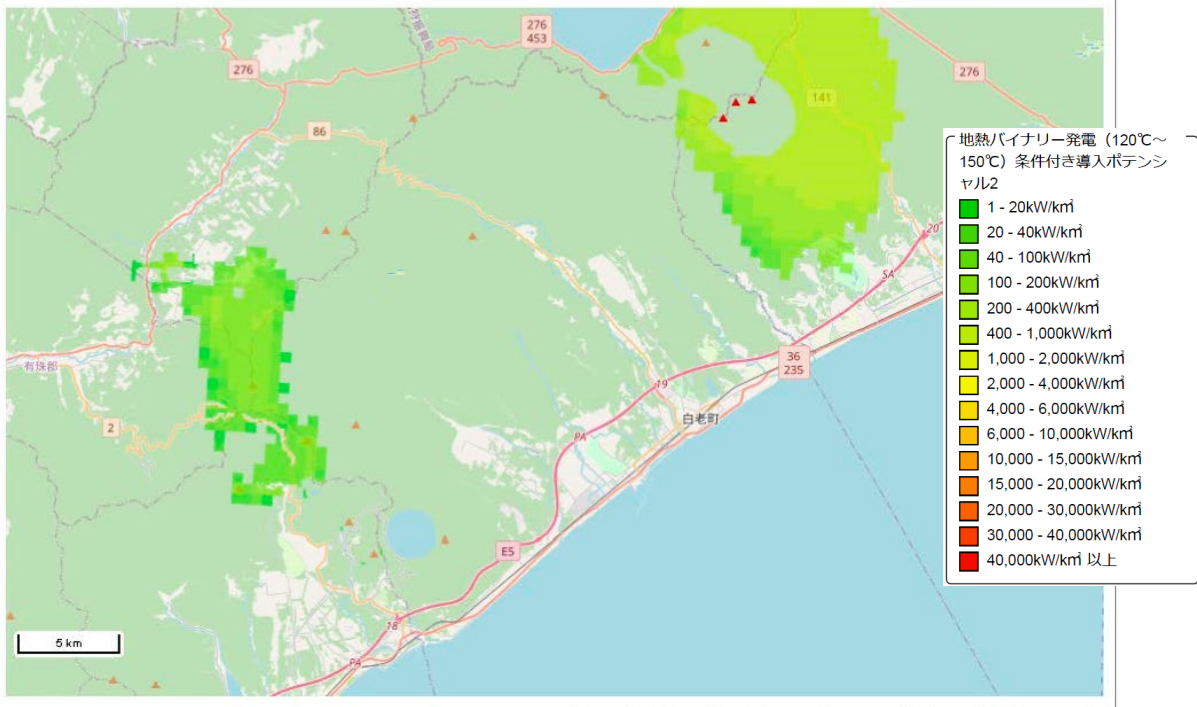 276
453
276
276
86
141
20
SA
有珠郡
2
36
235
19
白老町
PA
E5
18
PA
5 km
地熱バイナリー発電（120℃～
150℃）条件付き導入ポテンシ
ャル2
1 - 20kW/k㎡
20 - 40kW/k㎡
40 - 100kW/k㎡
100 - 200kW/k㎡
200 - 400kW/k㎡
400 - 1,000kW/k㎡
1,000 - 2,000kW/k㎡
2,000 - 4,000kW/k㎡
4,000 - 6,000kW/k㎡
6,000 - 10,000kW/k㎡
10,000 - 15,000kW/k㎡
15,000 - 20,000kW/k㎡
20,000 - 30,000kW/k㎡
30,000 - 40,000kW/k㎡
40,000kW/k㎡ 以上